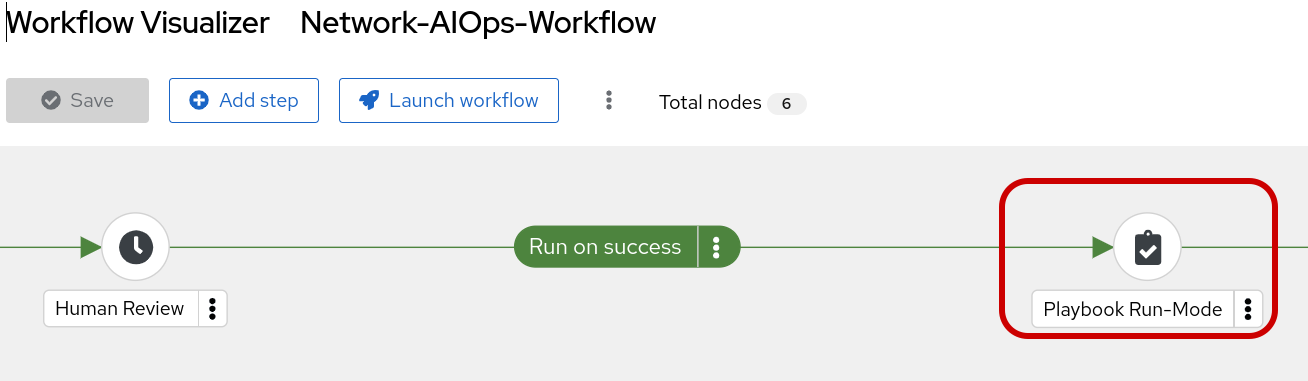 Workflow Visualizer Network-AIOps-Workflow
Save Add step Launch workflow Total nodes 6
Run on success
Human Review Playbook Run-Mode